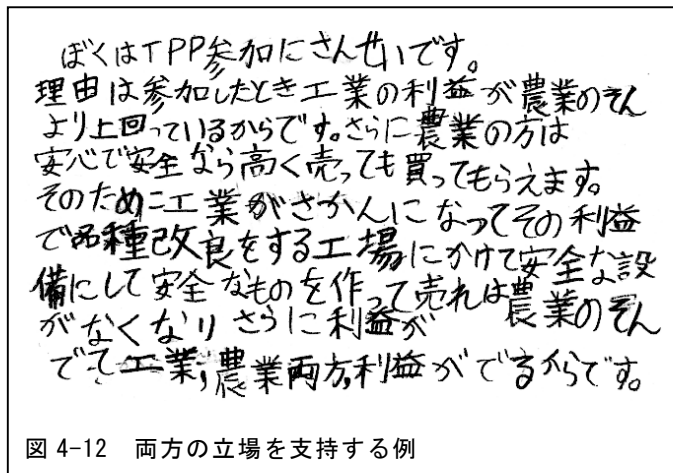 ぼくはTPP参加にさんせいです。
理由は参加したとき工業の利益が農業のそん
より上回っているからです。さらに農業の方は
安心で安全なら高く売っても買ってもらえます。
そのために工業がさかんになってその利益
で品種改良をする工場にかけて安全な設
備にして安全なものを作って売れは農業のそん
がなくなりさらに利益が
でて工業,農業両方,利益がでるからです。
図 4-12 両方の立場を支持する例